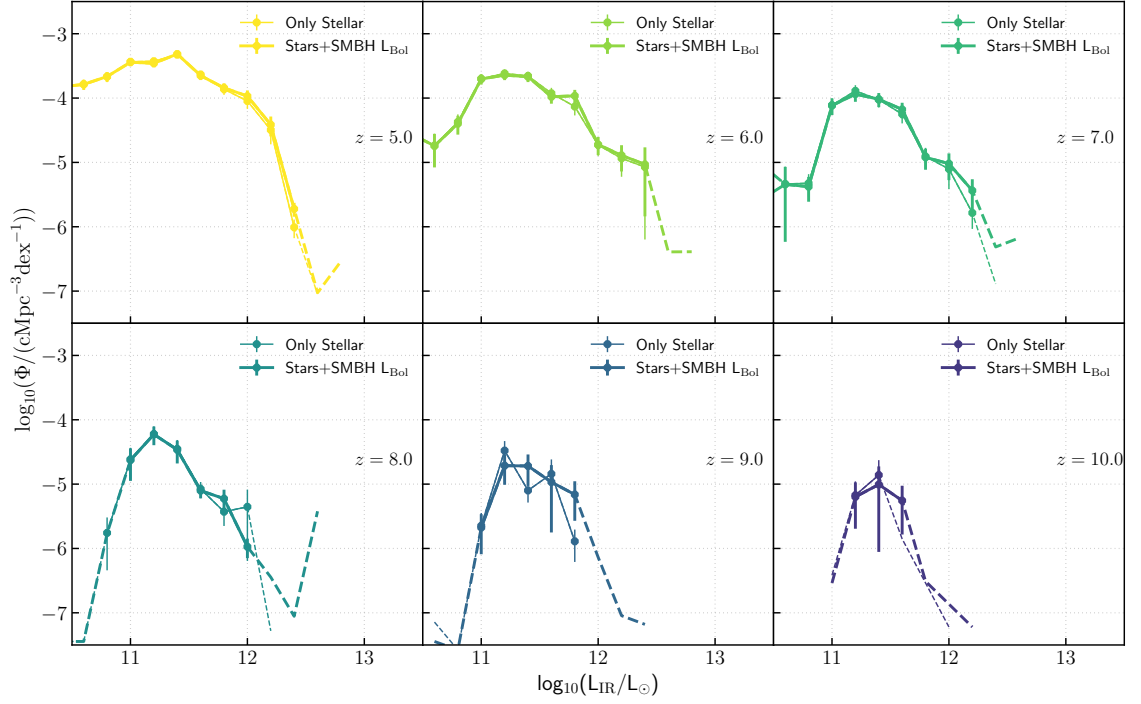 Only Stellar
Stars+SMBH L_Bol
z = 5.0
Only Stellar
Stars+SMBH L_Bol
z = 6.0
Only Stellar
Stars+SMBH L_Bol
z = 7.0
−3
−4
−5
−6
−7
log₁₀(Φ/(cMpc⁻³dex⁻¹))
Only Stellar
Stars+SMBH L_Bol
z = 8.0
Only Stellar
Stars+SMBH L_Bol
z = 9.0
Only Stellar
Stars+SMBH L_Bol
z = 10.0
−3
−4
−5
−6
−7
11 12 13
11 12 13
11 12 13
log₁₀(L_IR/L_⊙)